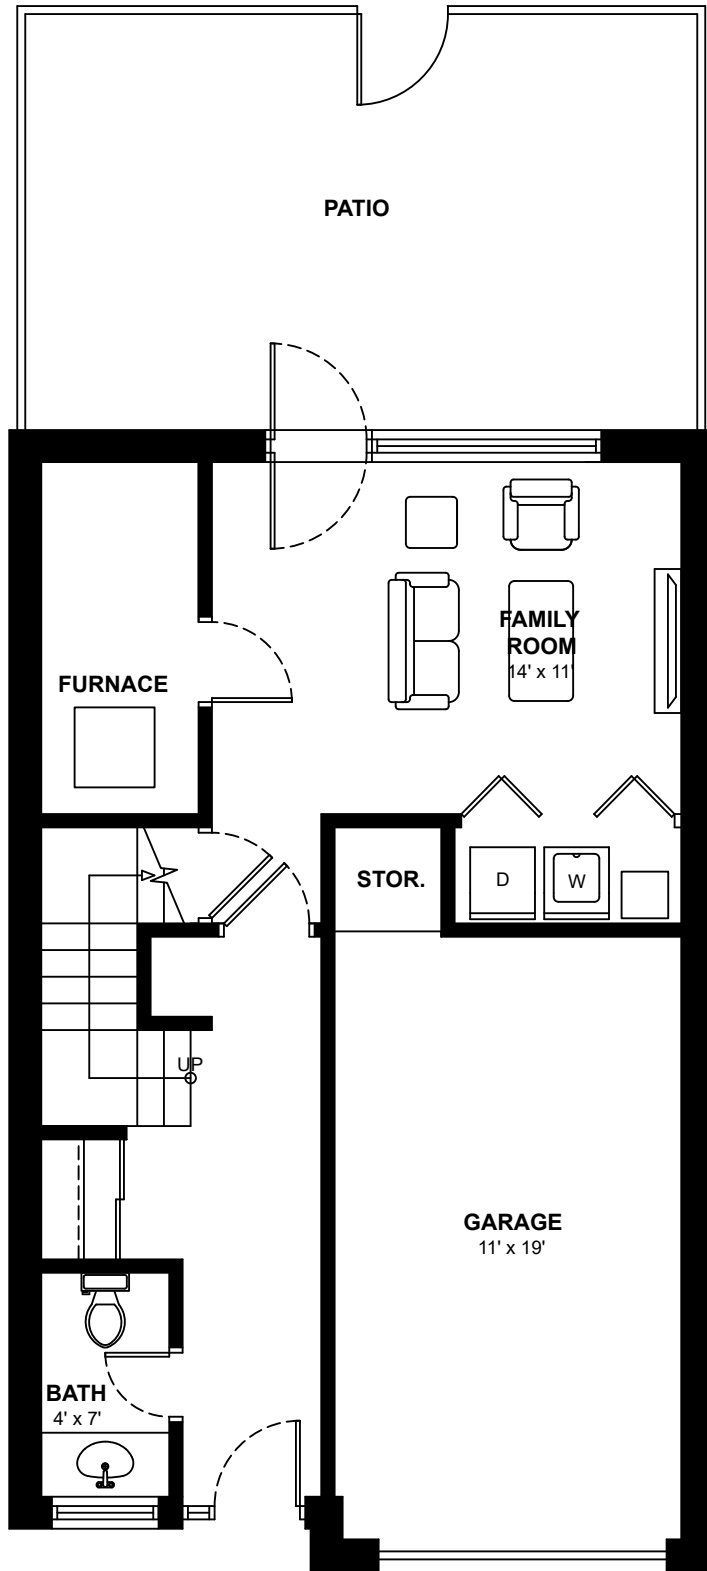 PATIO
FAMILY
ROOM
14' x 11'
FURNACE
STOR.
D
W
UP
GARAGE
11' x 19'
BATH
4' x 7'